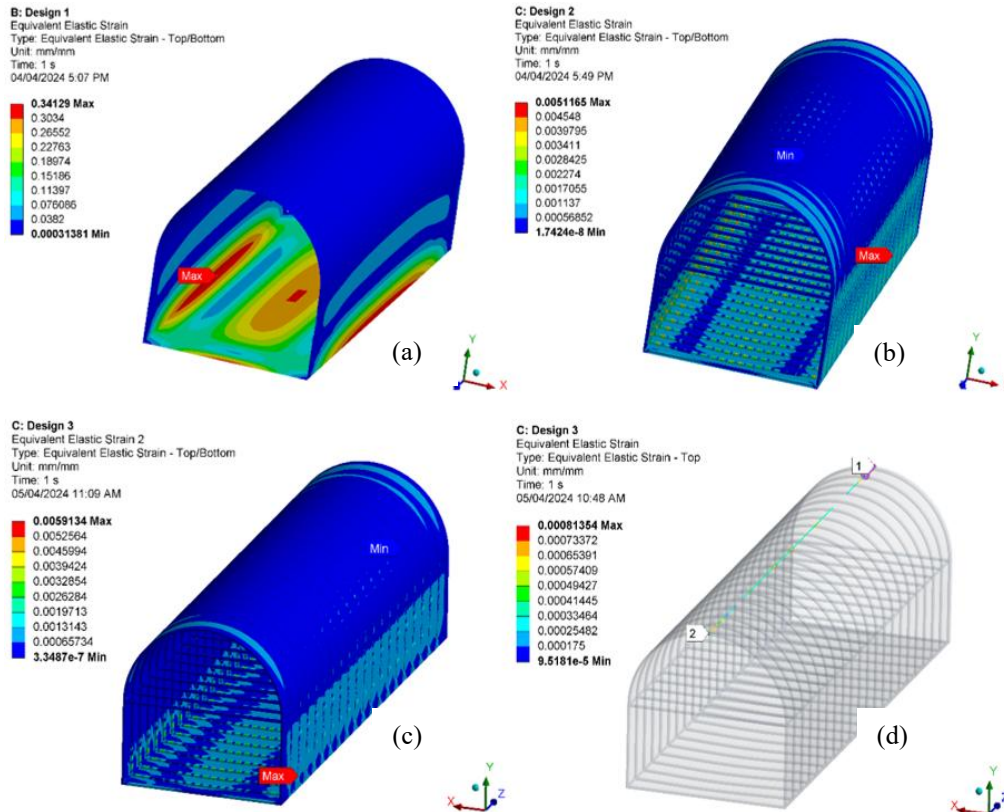 B: Design 1
Equivalent Elastic Strain
Type: Equivalent Elastic Strain - Top/Bottom
Unit: mm/mm
Time: 1 s
04/04/2024 5:07 PM
0.34129 Max
0.3034
0.26552
0.22763
0.18974
0.15186
0.11397
0.076086
0.0382
0.00031381 Min
Max
(a)
Y
X
C: Design 2
Equivalent Elastic Strain
Type: Equivalent Elastic Strain - Top/Bottom
Unit: mm/mm
Time: 1 s
04/04/2024 5:49 PM
0.0051165 Max
0.004548
0.0039795
0.003411
0.0028425
0.002274
0.0017055
0.001137
0.00056852
1.7424e-8 Min
Min
Max
(b)
Y
X
C: Design 3
Equivalent Elastic Strain 2
Type: Equivalent Elastic Strain - Top/Bottom
Unit: mm/mm
Time: 1 s
05/04/2024 11:09 AM
0.0059134 Max
0.0052564
0.0045994
0.0039424
0.0032854
0.0026284
0.0019713
0.0013143
0.00065734
3.3487e-7 Min
Min
Max
(c)
Y
X
Z
C: Design 3
Equivalent Elastic Strain
Type: Equivalent Elastic Strain - Top
Unit: mm/mm
Time: 1 s
05/04/2024 10:48 AM
0.00081354 Max
0.00073372
0.00065391
0.00057409
0.00049427
0.00041445
0.00033464
0.00025482
0.000175
9.5181e-5 Min
1
2
(d)
Y
X
Z